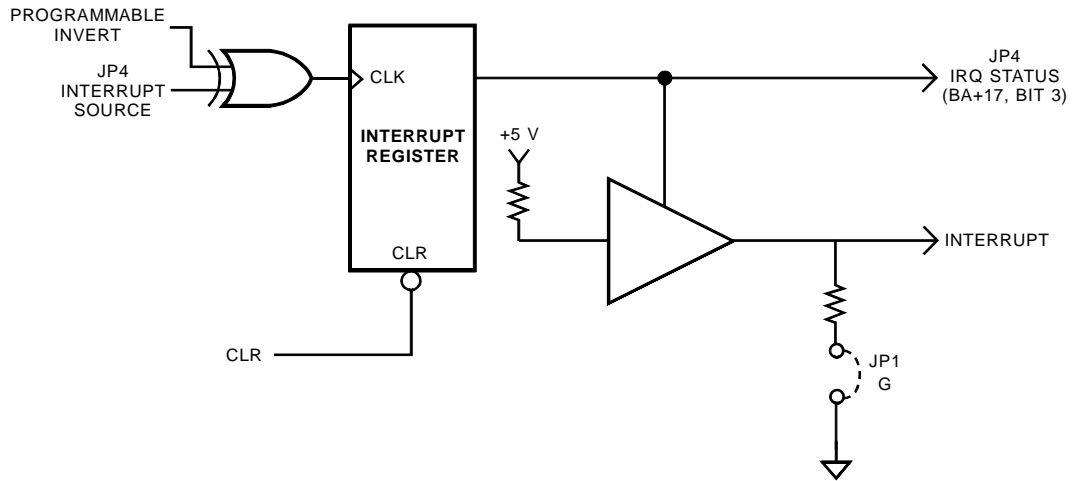 PROGRAMMABLE
INVERT
JP4
INTERRUPT
SOURCE
CLK
INTERRUPT
REGISTER
CLR
CLR
+5 V
JP4
IRQ STATUS
(BA+17, BIT 3)
INTERRUPT
JP1
G